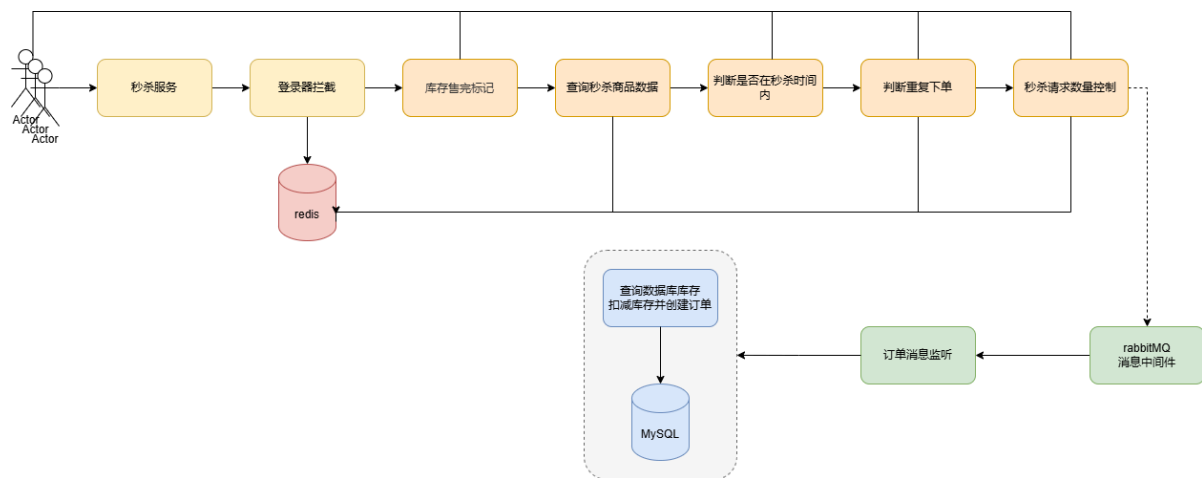 Actor
Actor
Actor
秒杀服务
登录器拦截
库存售完标记
查询秒杀商品数据
判断是否在秒杀时间
内
判断重复下单
秒杀请求数量控制
redis
查询数据库库存
扣减库存并创建订单
MySQL
订单消息监听
rabbitMQ
消息中间件